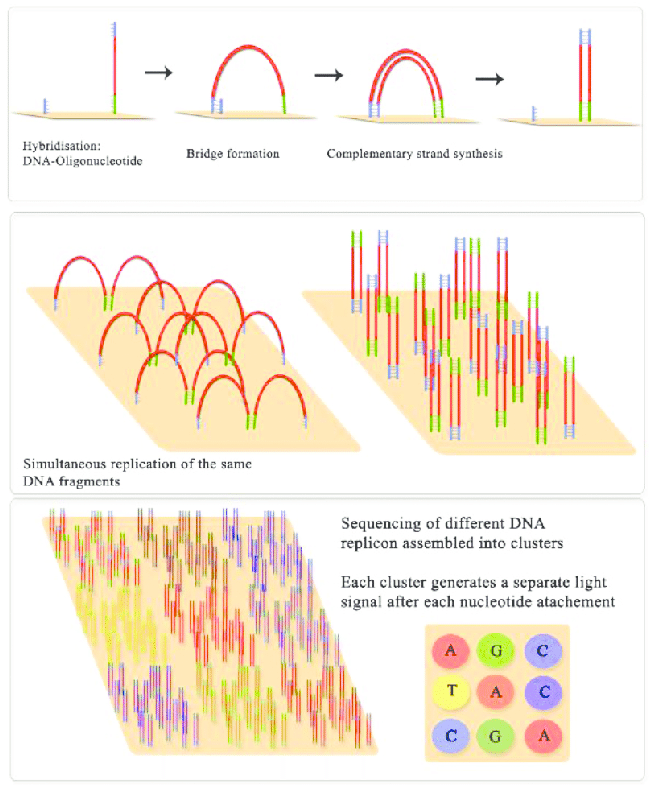 Hybridisation:
DNA-Oligonucleotide
Bridge formation
Complementary strand synthesis
Simultaneous replication of the same
DNA fragments
Sequencing of different DNA
replicon assembled into clusters
Each cluster generates a separate light
signal after each nucleotide atachement
A G C
T A C
C G A